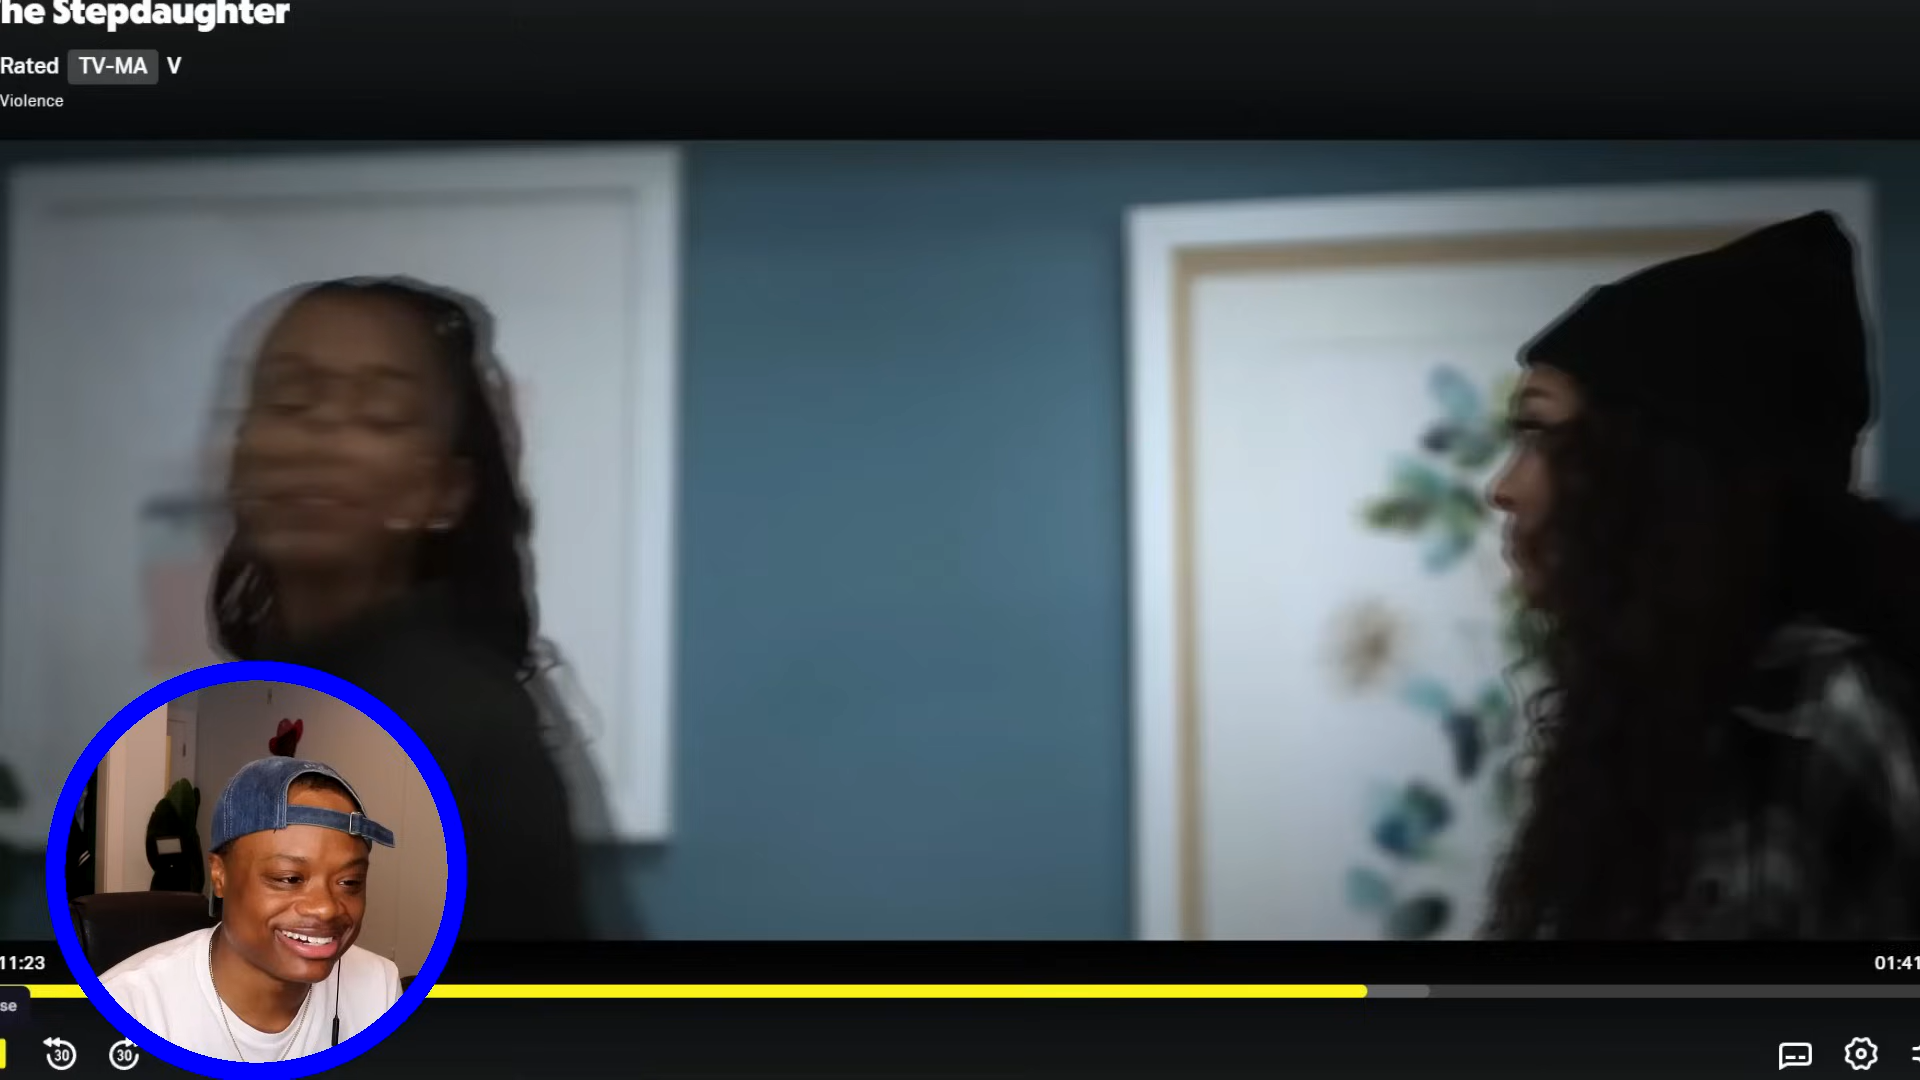 he Stepdaughter
Rated TV-MA V
Violence
11:23
01:41
se
30
30